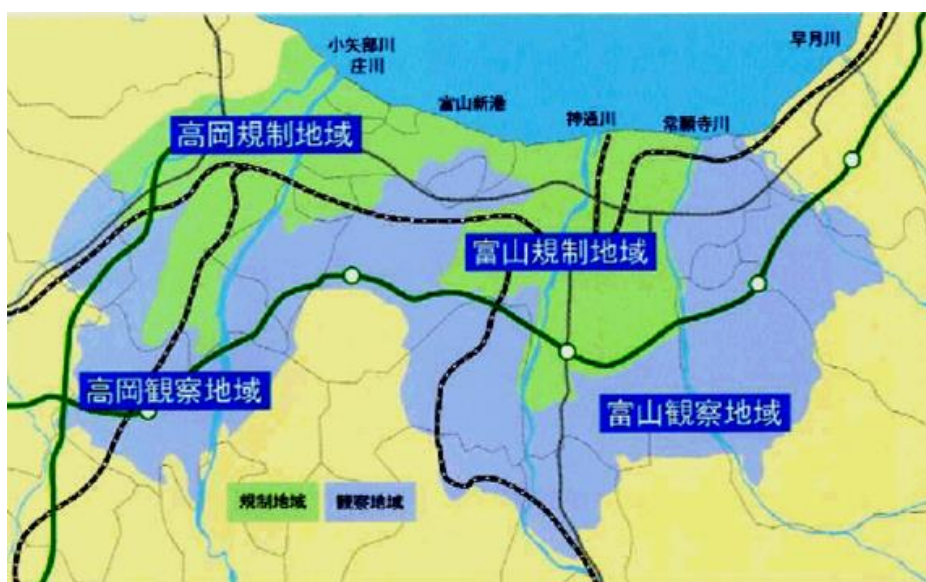 小矢部川
庄川
早月川
富山新港
神通川
常願寺川
高岡規制地域
富山規制地域
高岡観察地域
富山観察地域
規制地域
観察地域